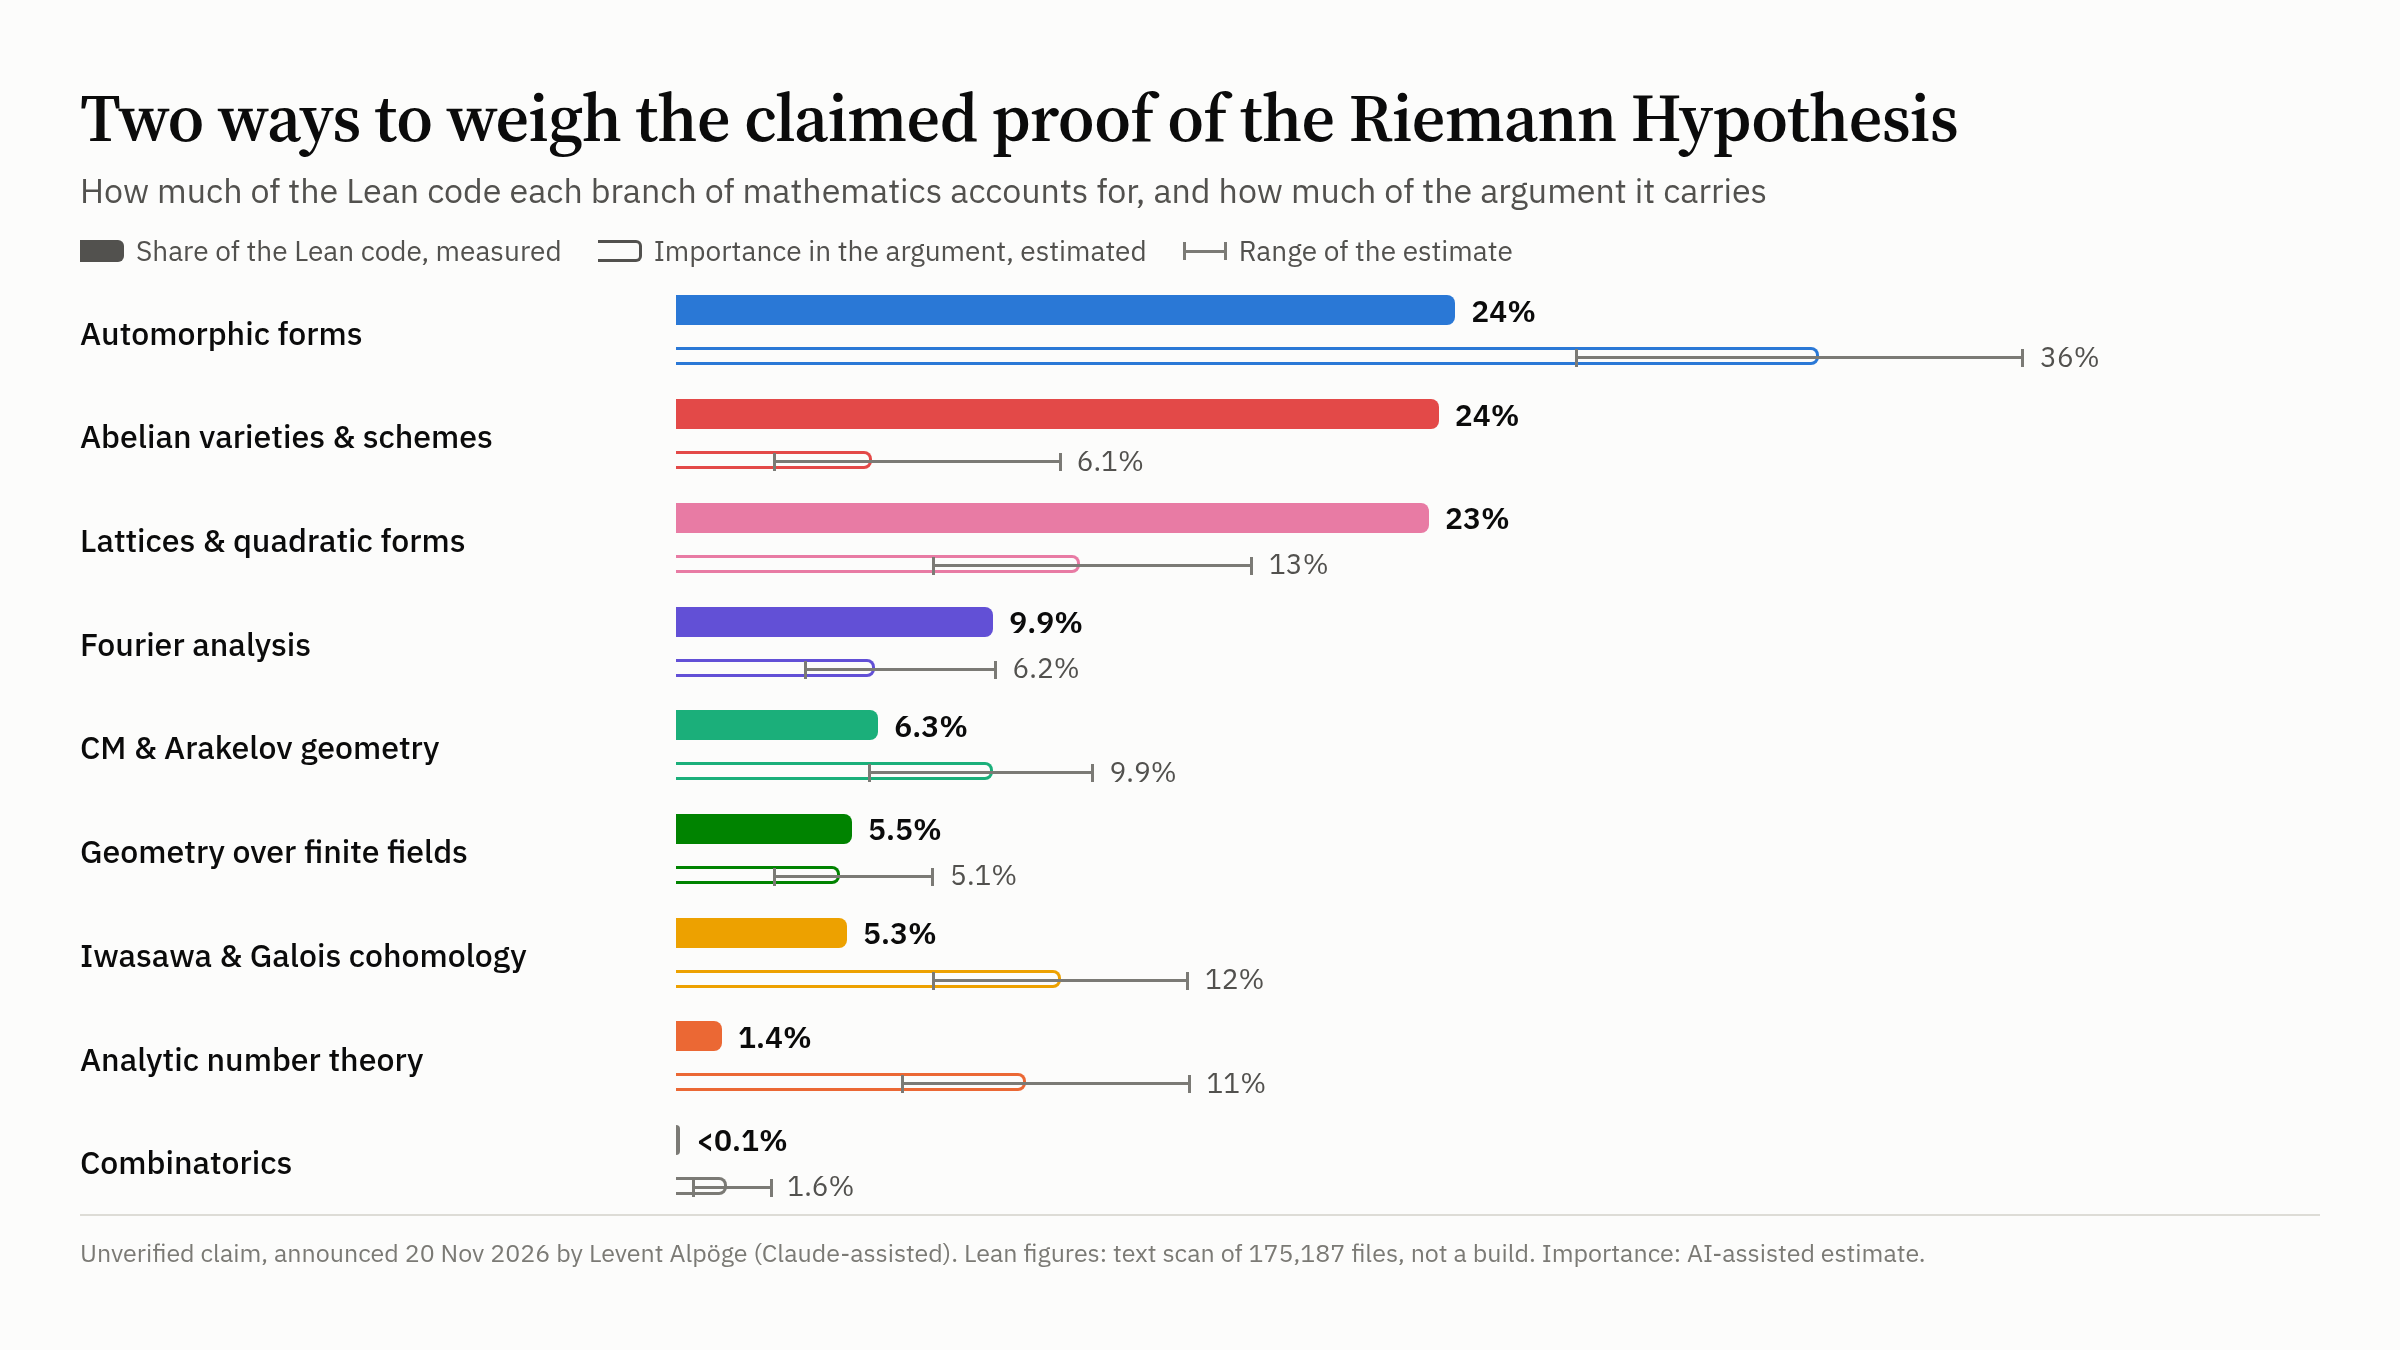 Two ways to weigh the claimed proof of the Riemann Hypothesis
How much of the Lean code each branch of mathematics accounts for, and how much of the argument it carries
Share of the Lean code, measured
Importance in the argument, estimated
Range of the estimate
Automorphic forms
24%
36%
Abelian varieties & schemes
24%
6.1%
Lattices & quadratic forms
23%
13%
Fourier analysis
9.9%
6.2%
CM & Arakelov geometry
6.3%
9.9%
Geometry over finite fields
5.5%
5.1%
Iwasawa & Galois cohomology
5.3%
12%
Analytic number theory
1.4%
11%
Combinatorics
<0.1%
1.6%
Unverified claim, announced 20 Nov 2026 by Levent Alpöge (Claude-assisted). Lean figures: text scan of 175,187 files, not a build. Importance: AI-assisted estimate.